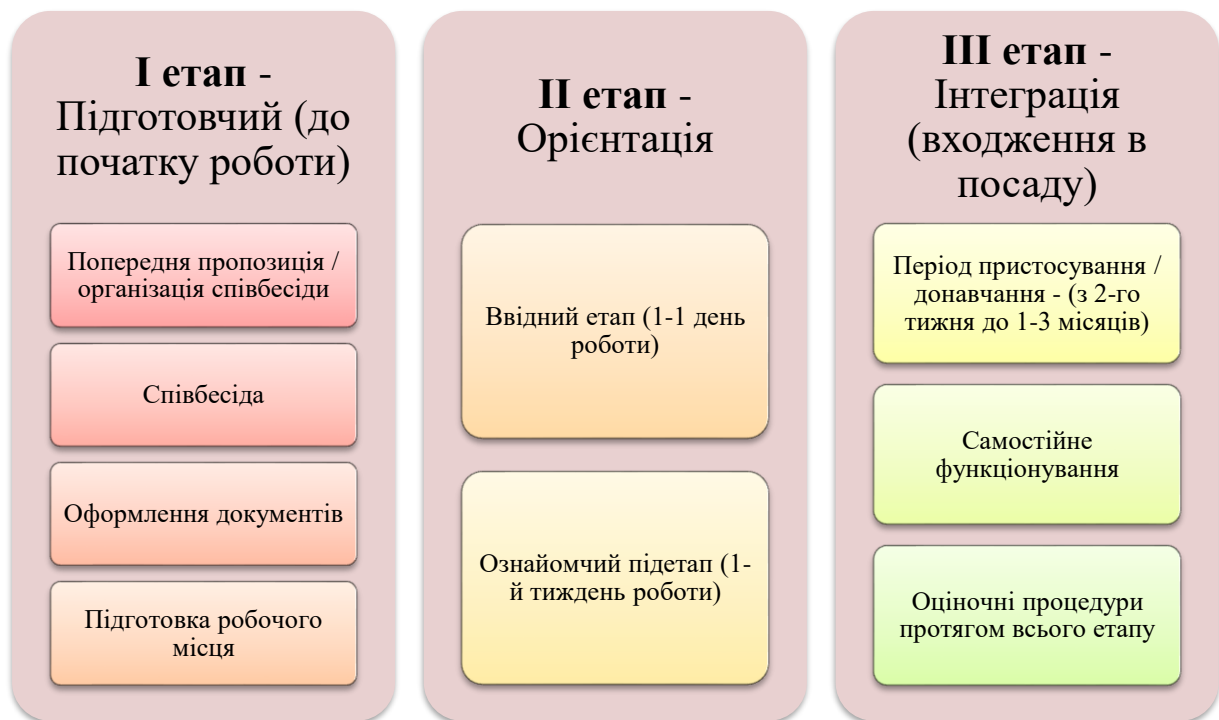 I етап -
Підготовчий (до
початку роботи)
Попередня пропозиція /
організація співбесіди
Співбесіда
Оформлення документів
Підготовка робочого
місця
II етап -
Орієнтація
Ввідний етап (1-1 день
роботи)
Ознайомчий підетап (1-
й тиждень роботи)
III етап -
Інтеграція
(входження в
посаду)
Період пристосування /
донавчання - (з 2-го
тижня до 1-3 місяців)
Самостійне
функціонування
Оціночні процедури
протягом всього етапу